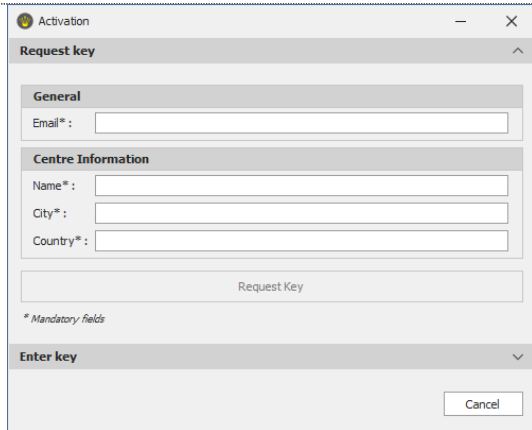 Activation
Request key
General
Email* :
Centre Information
Name* :
City* :
Country* :
Request Key
* Mandatory fields
Enter key
Cancel